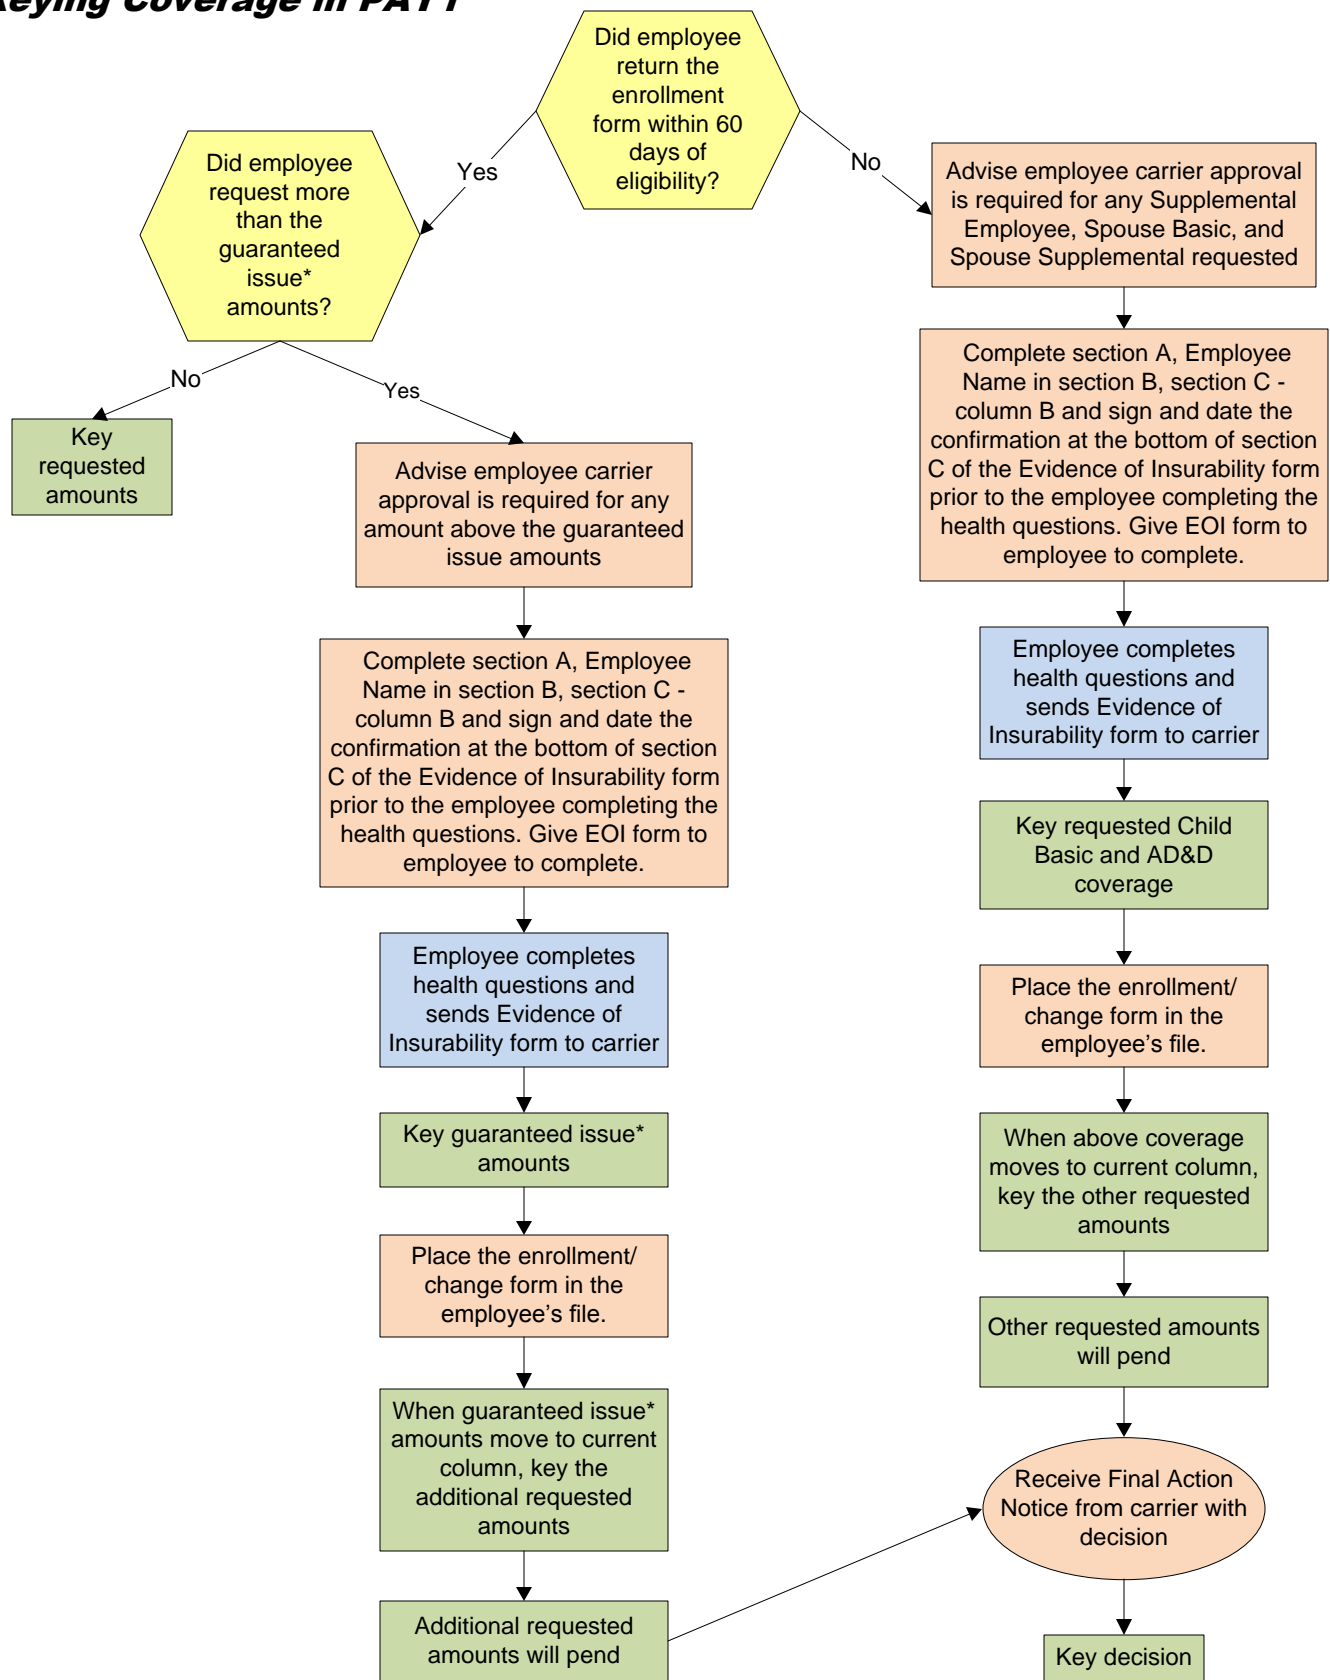 Keying Coverage in PAY1
Did employee
return the
enrollment
form within 60
days of
eligibility?
Yes
No
Did employee
request more
than the
guaranteed
issue*
amounts?
No
Yes
Key
requested
amounts
Advise employee carrier
approval is required for any
amount above the guaranteed
issue amounts
Complete section A, Employee
Name in section B, section C -
column B and sign and date the
confirmation at the bottom of section
C of the Evidence of Insurability form
prior to the employee completing the
health questions. Give EOI form to
employee to complete.
Employee completes
health questions and
sends Evidence of
Insurability form to carrier
Key guaranteed issue*
amounts
Place the enrollment/
change form in the
employee's file.
When guaranteed issue*
amounts move to current
column, key the
additional requested
amounts
Additional requested
amounts will pend
Advise employee carrier approval
is required for any Supplemental
Employee, Spouse Basic, and
Spouse Supplemental requested
Complete section A, Employee
Name in section B, section C -
column B and sign and date the
confirmation at the bottom of section
C of the Evidence of Insurability form
prior to the employee completing the
health questions. Give EOI form to
employee to complete.
Employee completes
health questions and
sends Evidence of
Insurability form to carrier
Key requested Child
Basic and AD&D
coverage
Place the enrollment/
change form in the
employee's file.
When above coverage
moves to current column,
key the other requested
amounts
Other requested amounts
will pend
Receive Final Action
Notice from carrier with
decision
Key decision